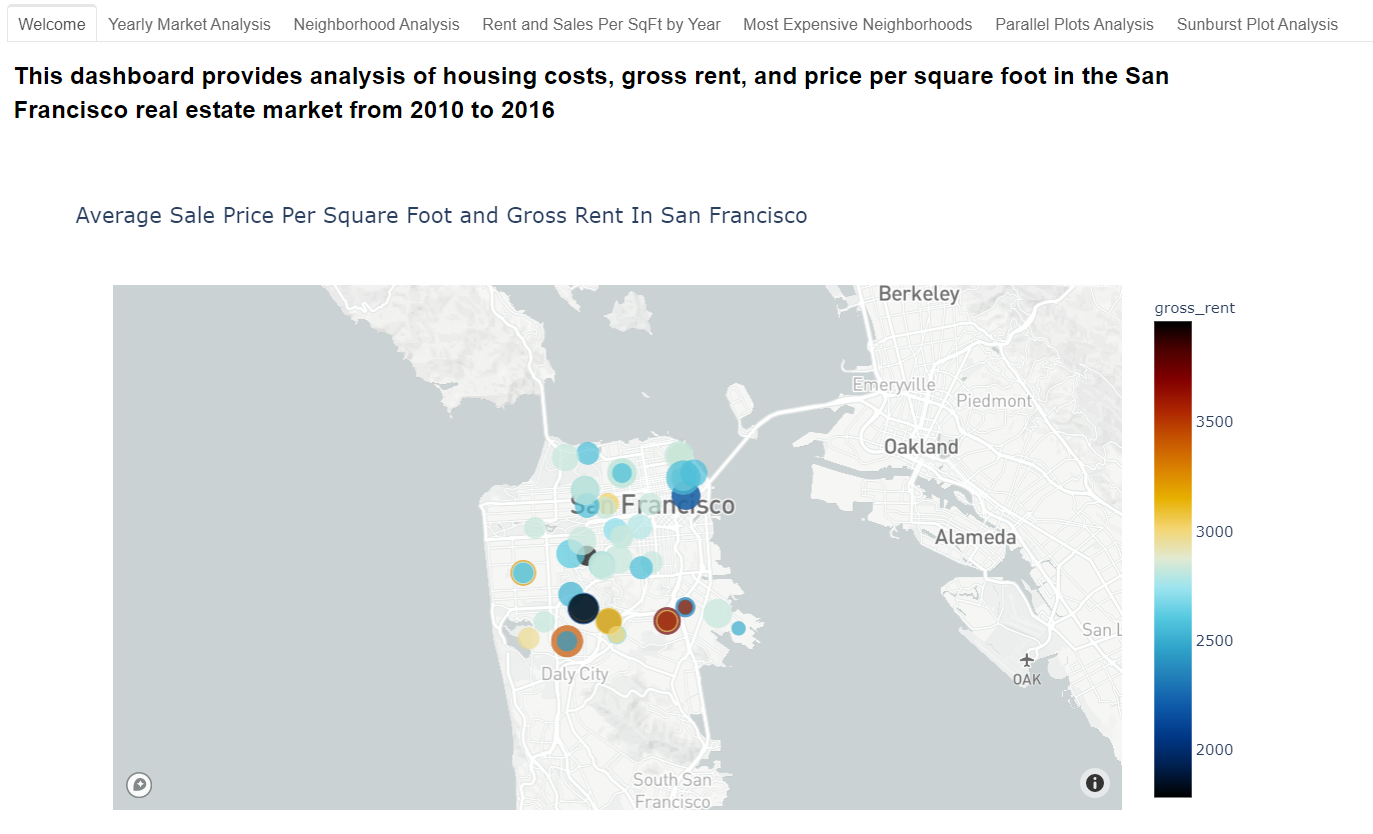 Welcome Yearly Market Analysis Neighborhood Analysis Rent and Sales Per SqFt by Year Most Expensive Neighborhoods Parallel Plots Analysis Sunburst Plot Analysis
This dashboard provides analysis of housing costs, gross rent, and price per square foot in the San
Francisco real estate market from 2010 to 2016
Average Sale Price Per Square Foot and Gross Rent In San Francisco
Berkeley
gross_rent
Emeryville
Piedmont
3500
Oakland
San Francisco
3000
Alameda
San L
2500
Daly City
OAK
2000
South San
Francisco